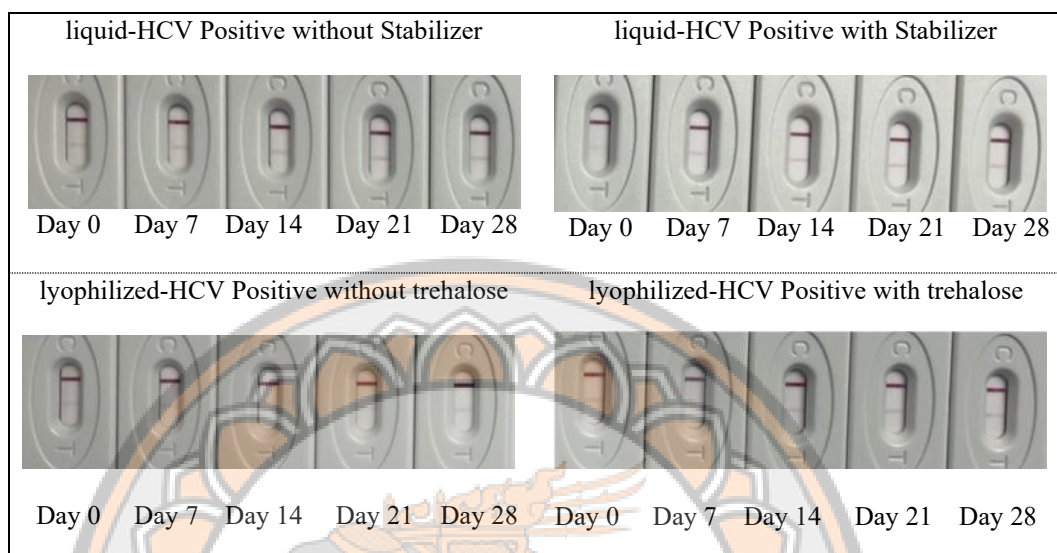 liquid-HCV Positive without Stabilizer
liquid-HCV Positive with Stabilizer
C C C C C
T T T T T
C C C C C
T T T T T
Day 0 Day 7 Day 14 Day 21 Day 28
Day 0 Day 7 Day 14 Day 21 Day 28
lyophilized-HCV Positive without trehalose
lyophilized-HCV Positive with trehalose
C C C C C
T T T T T
C C C C C
T T T T T
Day 0 Day 7 Day 14 Day 21 Day 28
Day 0 Day 7 Day 14 Day 21 Day 28